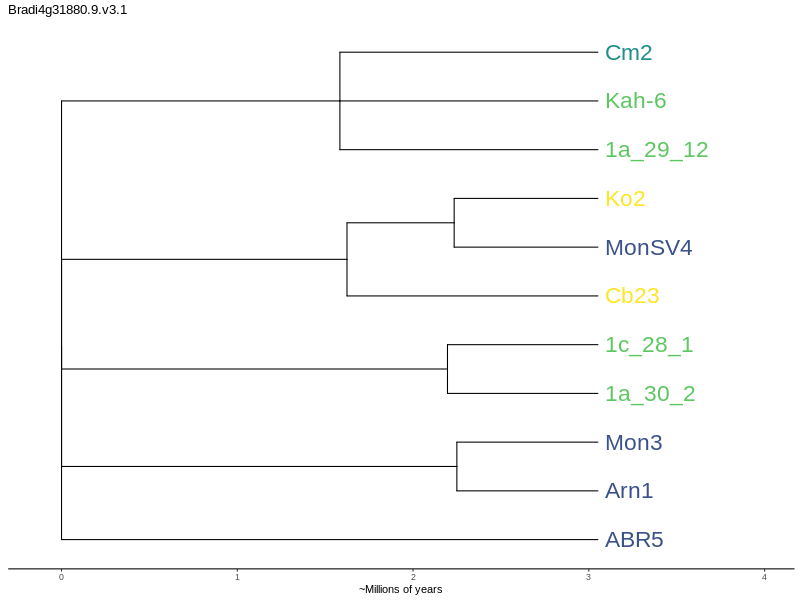 Bradi4g31880.9.v3.1
Cm2
Kah-6
1a_29_12
Ko2
MonSV4
Cb23
1c_28_1
1a_30_2
Mon3
Arn1
ABR5
0 1 2 3 4
~Millions of years